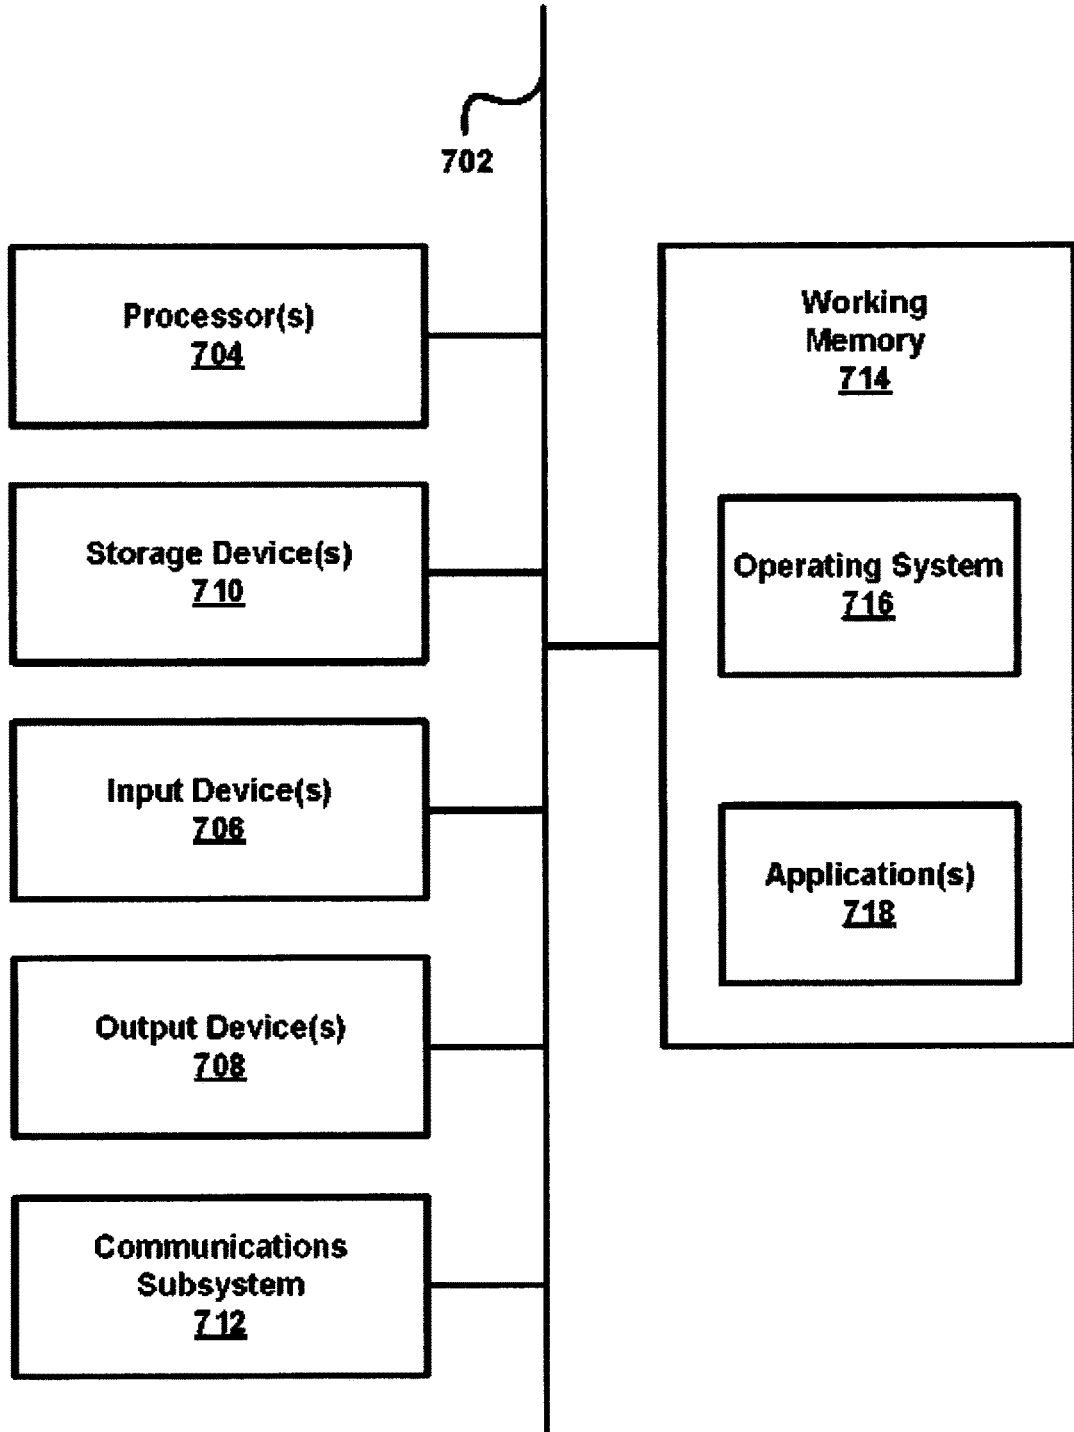 702
Processor(s)
704
Storage Device(s)
710
Input Device(s)
706
Output Device(s)
708
Communications
Subsystem
712
Working
Memory
714
Operating System
716
Application(s)
718